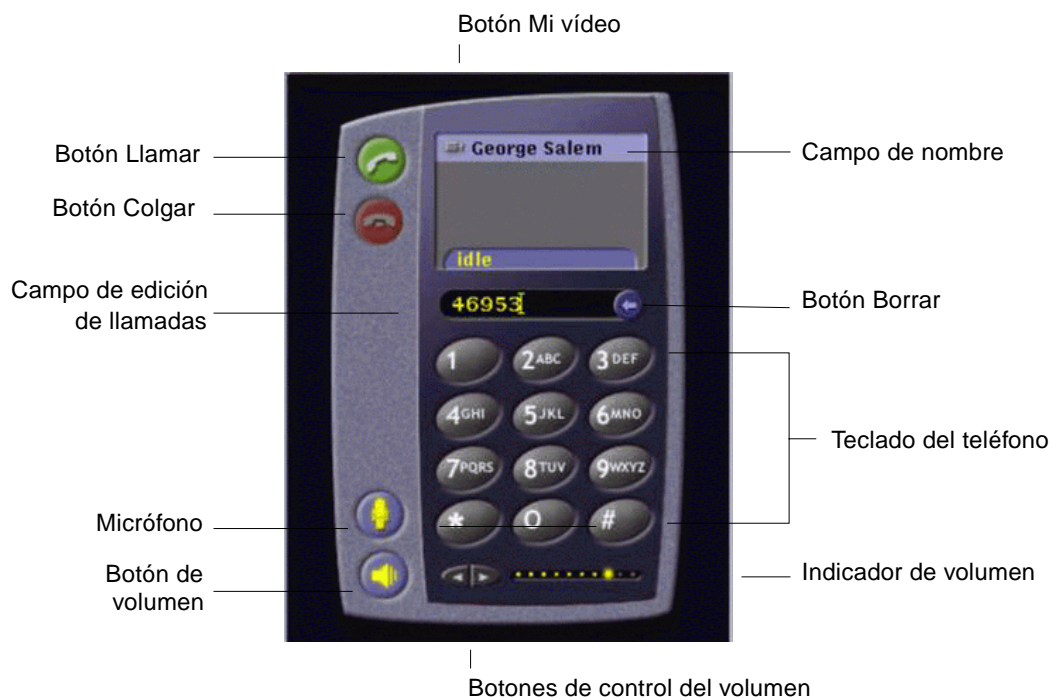 Botón Mi vídeo
Botón Llamar
George Salem
Campo de nombre
Botón Colgar
idle
Campo de edición
de llamadas
46953
Botón Borrar
1 2ABC 3DEF
4GHI 5JKL 6MNO
Teclado del teléfono
7PQRS 8TUV 9WXYZ
Micrófono
* 0 #
Botón de
volumen
Indicador de volumen
Botones de control del volumen